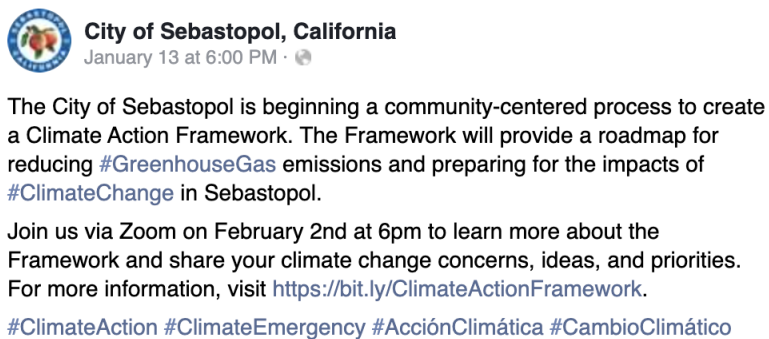 City of Sebastopol, California
January 13 at 6:00 PM ·
The City of Sebastopol is beginning a community-centered process to create
a Climate Action Framework. The Framework will provide a roadmap for
reducing #GreenhouseGas emissions and preparing for the impacts of
#ClimateChange in Sebastopol.
Join us via Zoom on February 2nd at 6pm to learn more about the
Framework and share your climate change concerns, ideas, and priorities.
For more information, visit https://bit.ly/ClimateActionFramework.
#ClimateAction #ClimateEmergency #AcciónClimática #CambioClimático